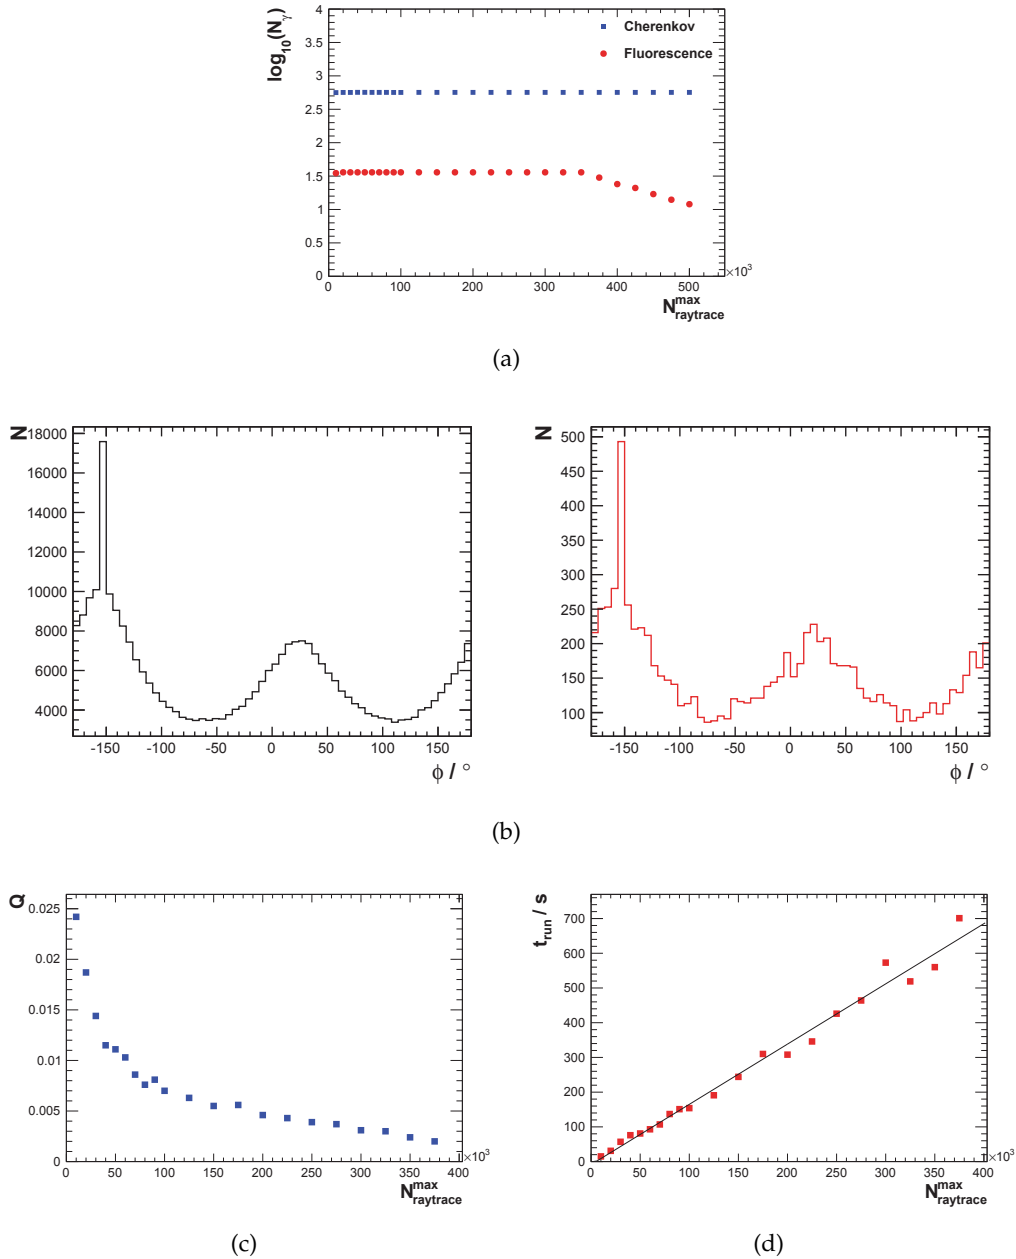 log10(Nγ)
4
3.5
3
2.5
2
1.5
1
0.5
0
Cherenkov
Fluorescence
0 100 200 300 400 500
×10³
N^max_raytrace
(a)
N
18000
16000
14000
12000
10000
8000
6000
4000
-150 -100 -50 0 50 100 150
ϕ / °
N
500
450
400
350
300
250
200
150
100
-150 -100 -50 0 50 100 150
ϕ / °
(b)
Q
0.025
0.02
0.015
0.01
0.005
0
0 50 100 150 200 250 300 350 400
×10³
N^max_raytrace
(c)
t_run / s
700
600
500
400
300
200
100
0
0 50 100 150 200 250 300 350 400
×10³
N^max_raytrace
(d)